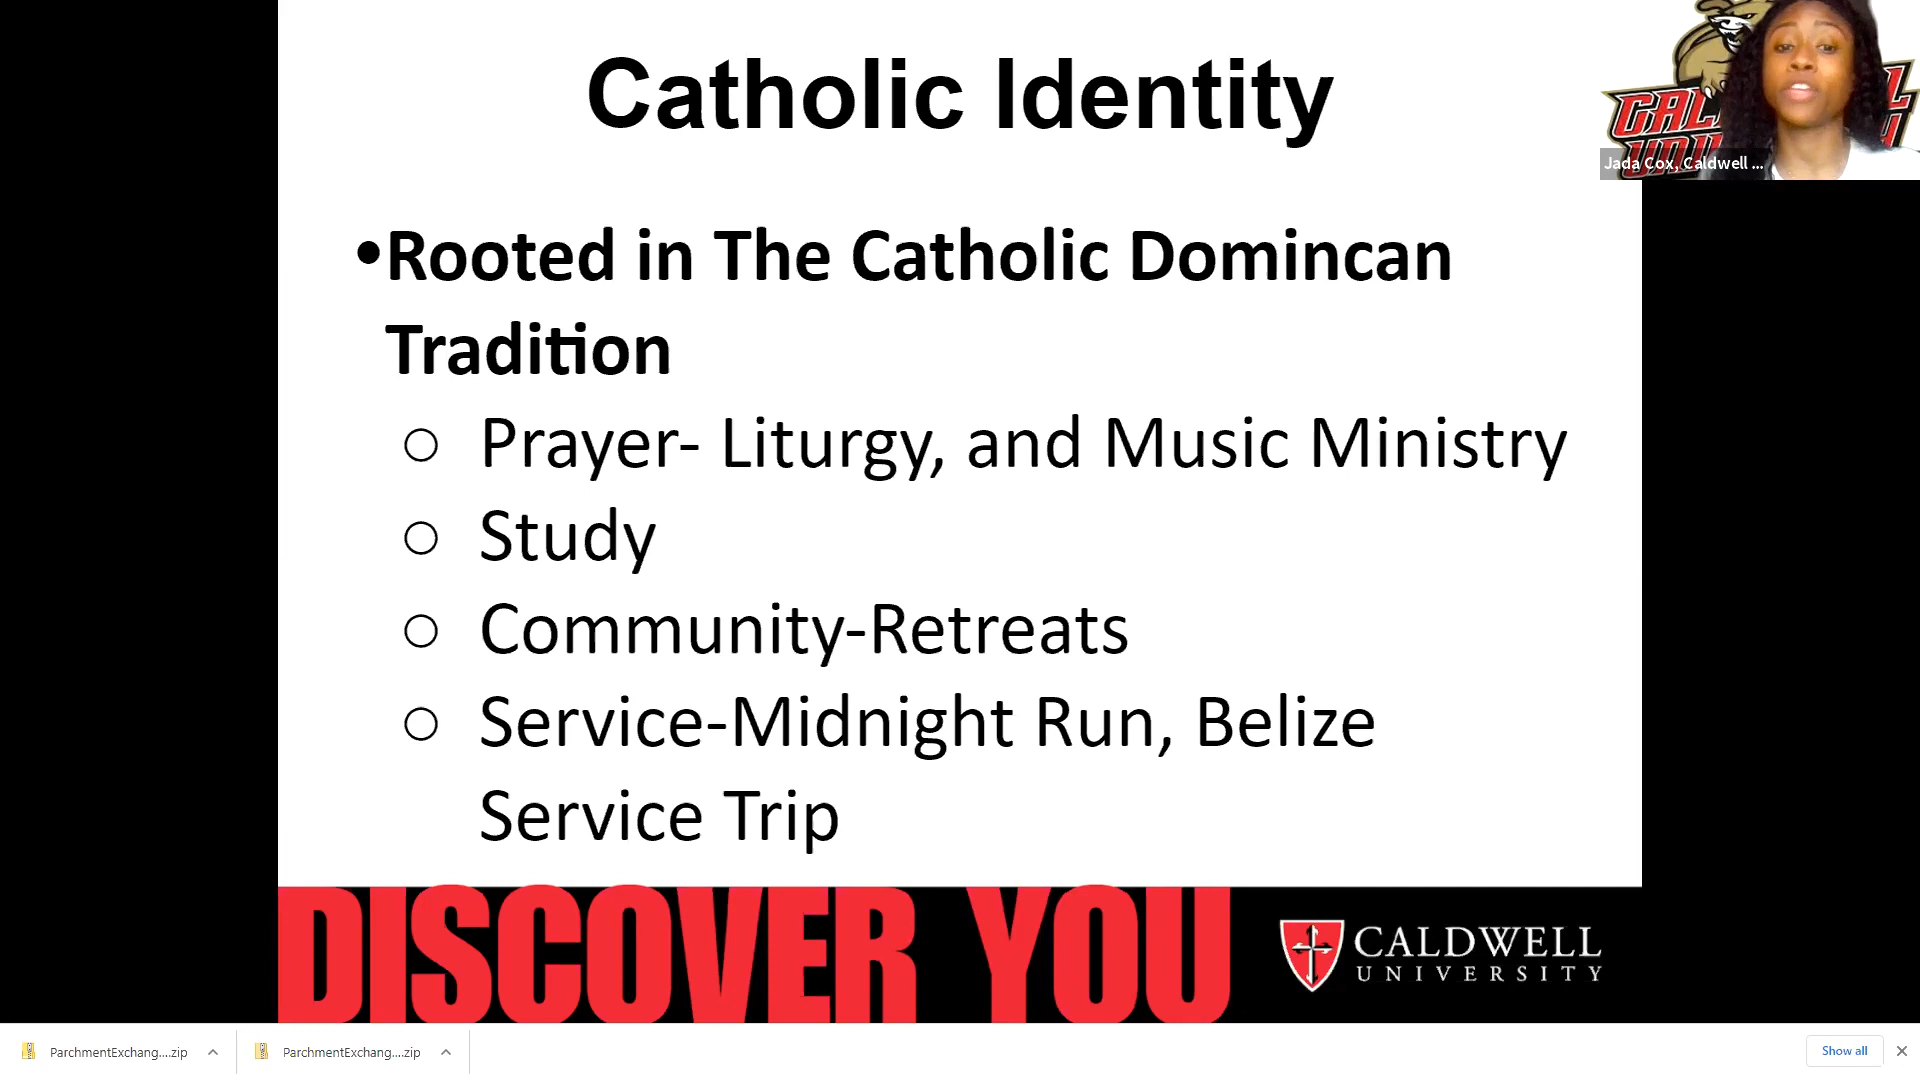 Catholic Identity
•Rooted in The Catholic Domincan
Tradition
○ Prayer- Liturgy, and Music Ministry
○ Study
○ Community-Retreats
○ Service-Midnight Run, Belize
Service Trip
Jada Cox, Caldwell ...
DISCOVER YOU
CALDWELL
UNIVERSITY
ParchmentExchang....zip
ParchmentExchang....zip
Show all